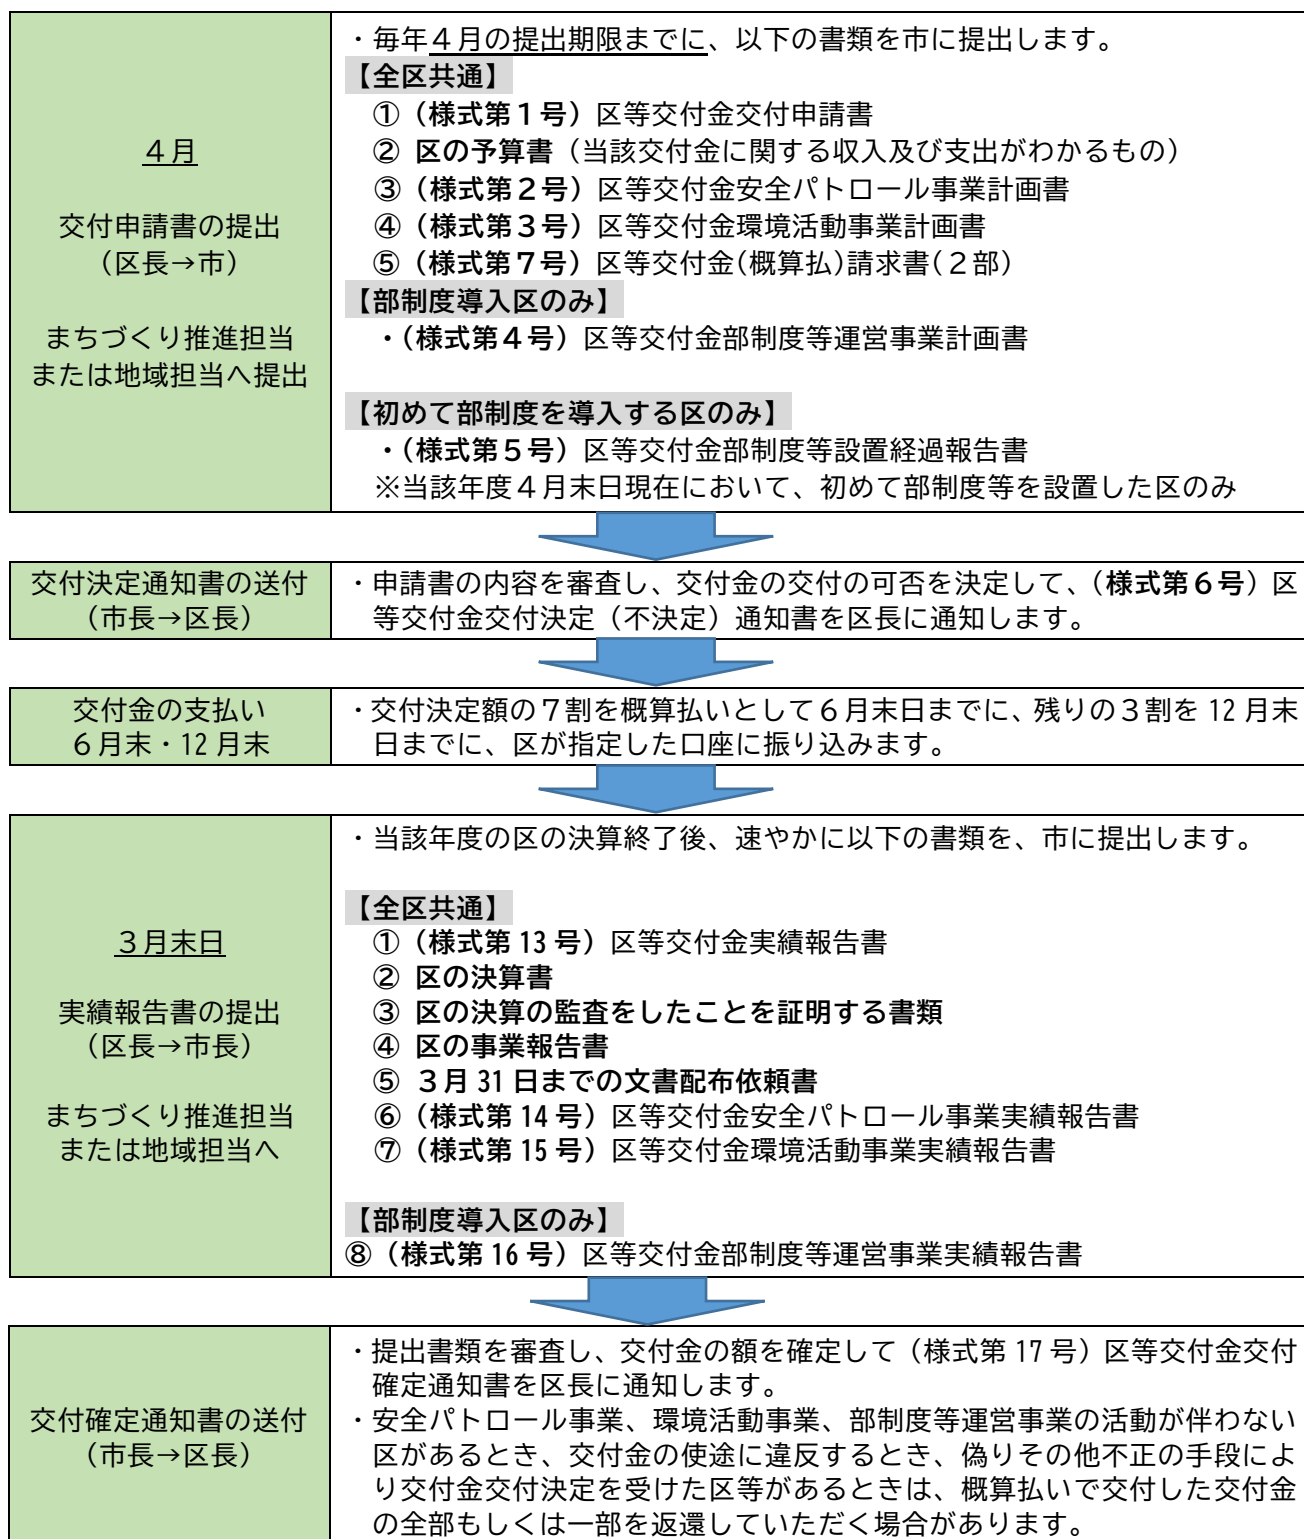 ４月
交付申請書の提出
（区長→市）
まちづくり推進担当
または地域担当へ提出
・毎年４月の提出期限までに、以下の書類を市に提出します。
【全区共通】
①（様式第１号）区等交付金交付申請書
② 区の予算書（当該交付金に関する収入及び支出がわかるもの）
③（様式第２号）区等交付金安全パトロール事業計画書
④（様式第３号）区等交付金環境活動事業計画書
⑤（様式第７号）区等交付金(概算払)請求書(２部)
【部制度導入区のみ】
・（様式第４号）区等交付金部制度等運営事業計画書
【初めて部制度を導入する区のみ】
・（様式第５号）区等交付金部制度等設置経過報告書
※当該年度４月末日現在において、初めて部制度等を設置した区のみ
交付決定通知書の送付
（市長→区長）
・申請書の内容を審査し、交付金の交付の可否を決定して、（様式第６号）区
等交付金交付決定（不決定）通知書を区長に通知します。
交付金の支払い
６月末・12 月末
・交付決定額の７割を概算払いとして６月末日までに、残りの３割を 12 月末
日までに、区が指定した口座に振り込みます。
３月末日
実績報告書の提出
（区長→市長）
まちづくり推進担当
または地域担当へ
・当該年度の区の決算終了後、速やかに以下の書類を、市に提出します。
【全区共通】
①（様式第 13 号）区等交付金実績報告書
② 区の決算書
③ 区の決算の監査をしたことを証明する書類
④ 区の事業報告書
⑤ ３月 31 日までの文書配布依頼書
⑥（様式第 14 号）区等交付金安全パトロール事業実績報告書
⑦（様式第 15 号）区等交付金環境活動事業実績報告書
【部制度導入区のみ】
⑧（様式第 16 号）区等交付金部制度等運営事業実績報告書
交付確定通知書の送付
（市長→区長）
・提出書類を審査し、交付金の額を確定して（様式第 17 号）区等交付金交付
確定通知書を区長に通知します。
・安全パトロール事業、環境活動事業、部制度等運営事業の活動が伴わない
区があるとき、交付金の使途に違反するとき、偽りその他不正の手段によ
り交付金交付決定を受けた区等があるときは、概算払いで交付した交付金
の全部もしくは一部を返還していただく場合があります。